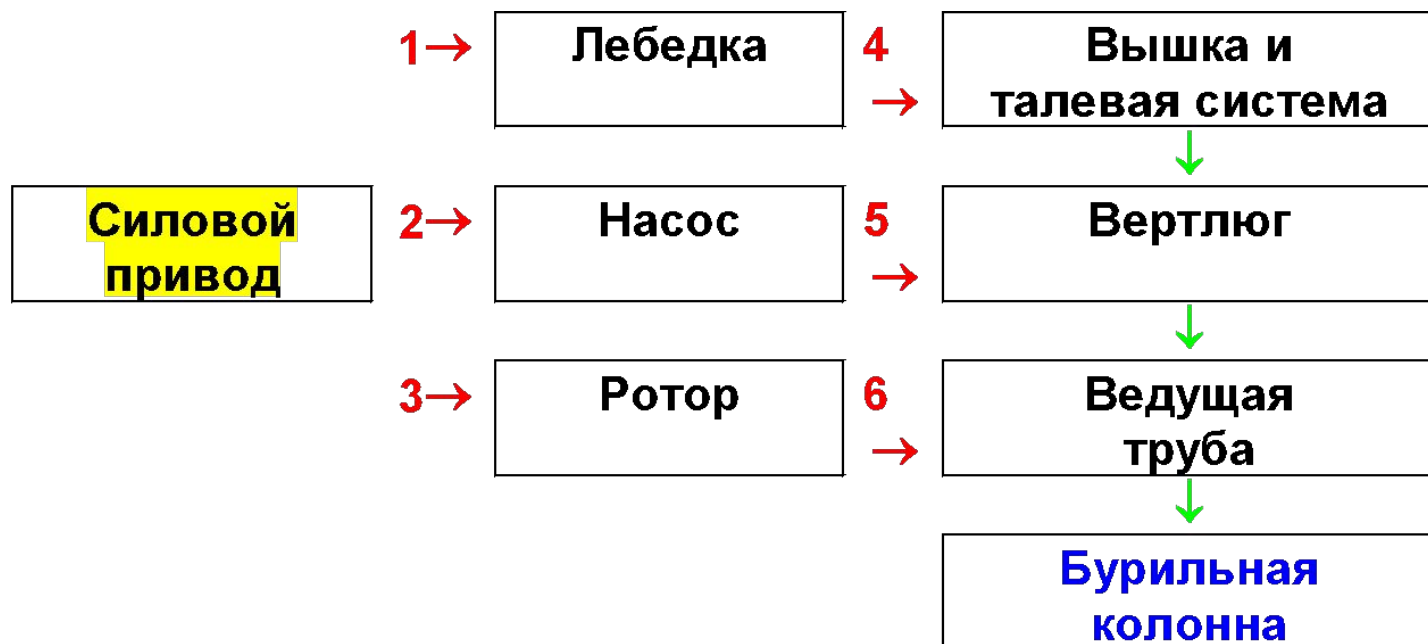 1→ Лебедка 4 Вышка и
→ талевая система
↓
Силовой 2→ Насос 5 Вертлюг
привод →
↓
3→ Ротор 6 Ведущая
→ труба
↓
Бурильная
колонна